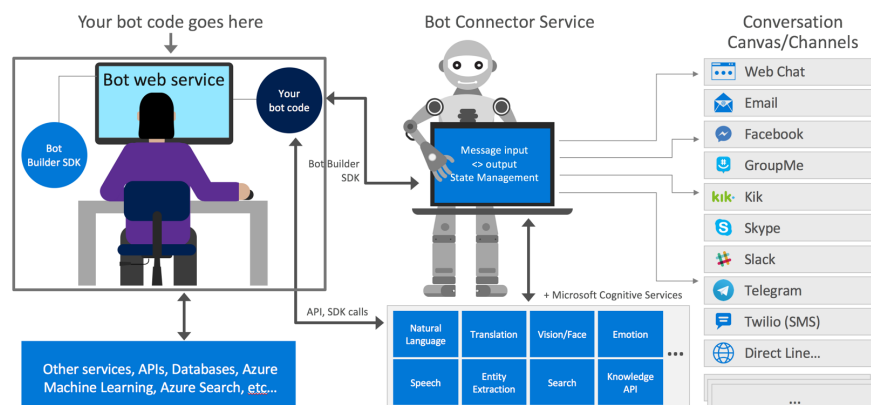 Your bot code goes here
Bot web service
Your
bot code
Bot
Builder SDK
Bot Connector Service
Message input
<> output
State Management
Bot Builder
SDK
API, SDK calls
+ Microsoft Cognitive Services
Natural
Language
Translation
Vision/Face
Emotion
...
Speech
Entity
Extraction
Search
Knowledge
API
Other services, APIs, Databases, Azure
Machine Learning, Azure Search, etc...
Conversation
Canvas/Channels
Web Chat
Email
Facebook
GroupMe
kik· Kik
Skype
Slack
Telegram
Twilio (SMS)
Direct Line...
...